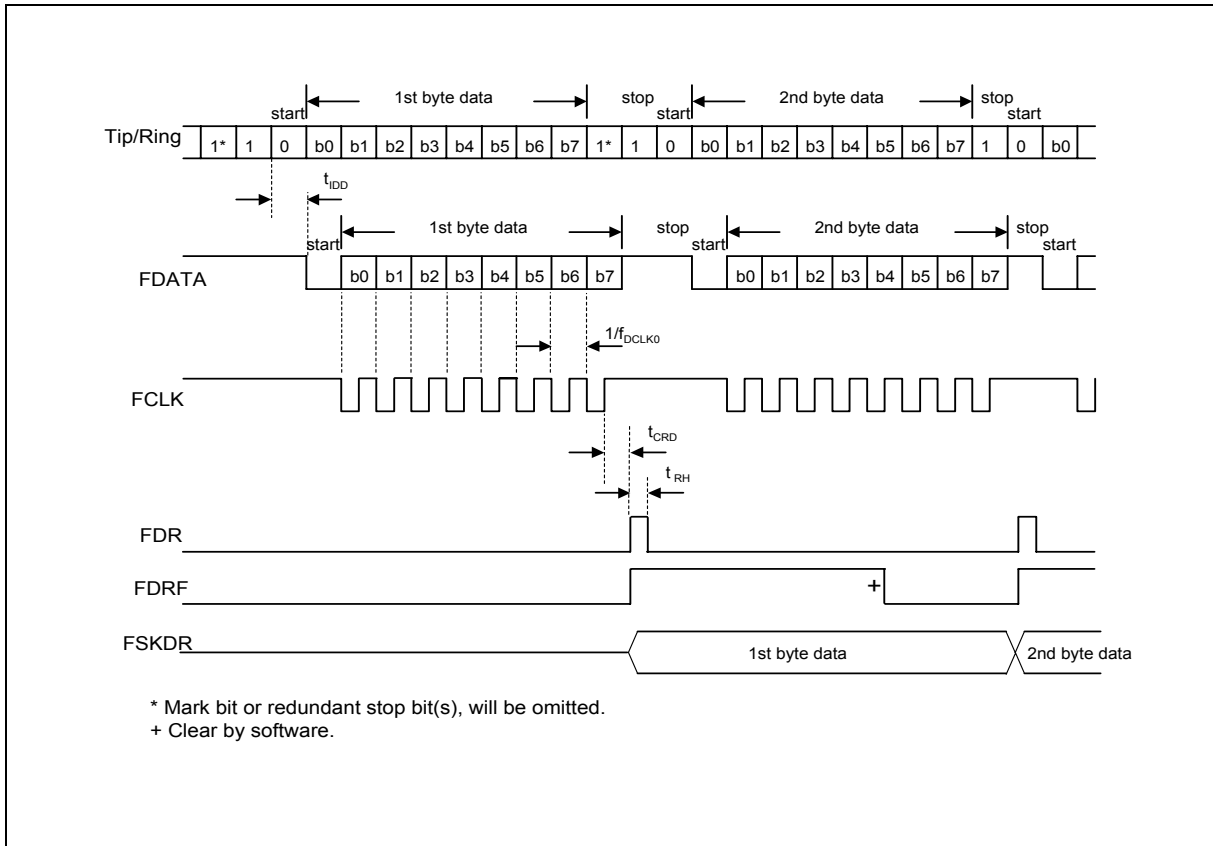 1st byte data stop 2nd byte data stop
start start start
Tip/Ring 1* 1 0 b0 b1 b2 b3 b4 b5 b6 b7 1* 1 0 b0 b1 b2 b3 b4 b5 b6 b7 1 0 b0
tIDD
1st byte data stop 2nd byte data stop
start start start
FDATA b0 b1 b2 b3 b4 b5 b6 b7 b0 b1 b2 b3 b4 b5 b6 b7
1/fDCLK0
FCLK
tCRD
t RH
FDR
FDRF +
FSKDR 1st byte data 2nd byte data
* Mark bit or redundant stop bit(s), will be omitted.
+ Clear by software.